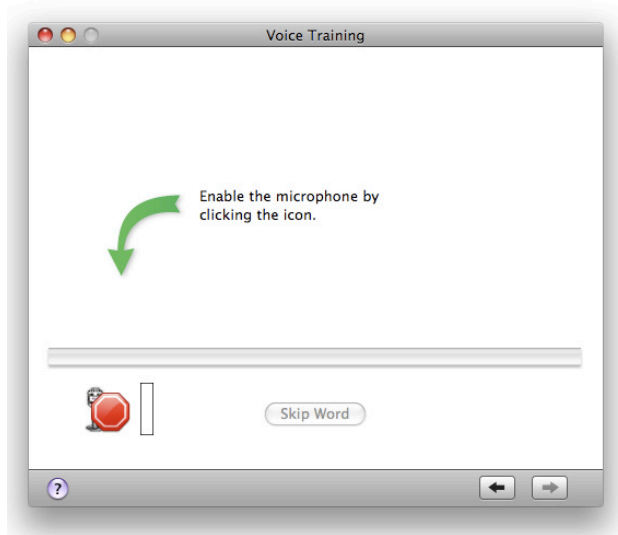 Voice Training
Enable the microphone by
clicking the icon.
Skip Word
?